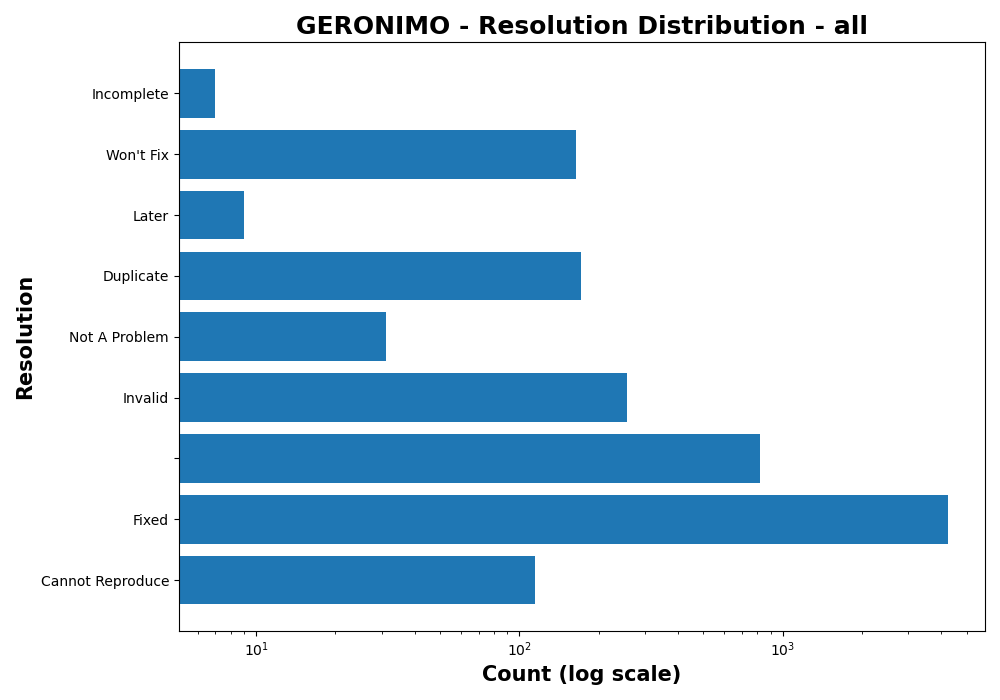 GERONIMO - Resolution Distribution - all
Resolution
Incomplete
Won't Fix
Later
Duplicate
Not A Problem
Invalid
Fixed
Cannot Reproduce
10¹ 10² 10³
Count (log scale)